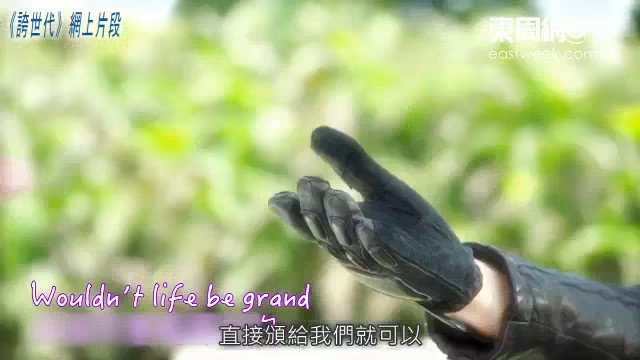 《誇世代》網上片段
東周網
eastweek.com
Wouldn't life be grand
直接頒給我們就可以